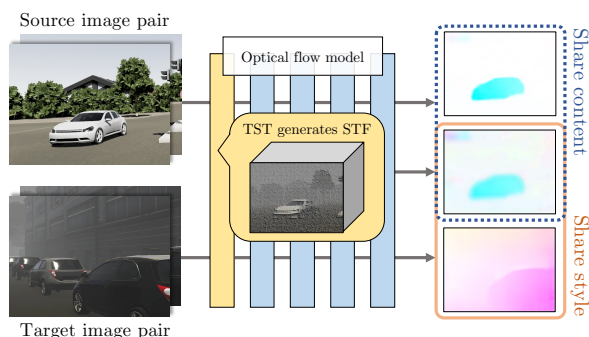 Source image pair
Optical flow model
TST generates STF
Share content
Share style
Target image pair